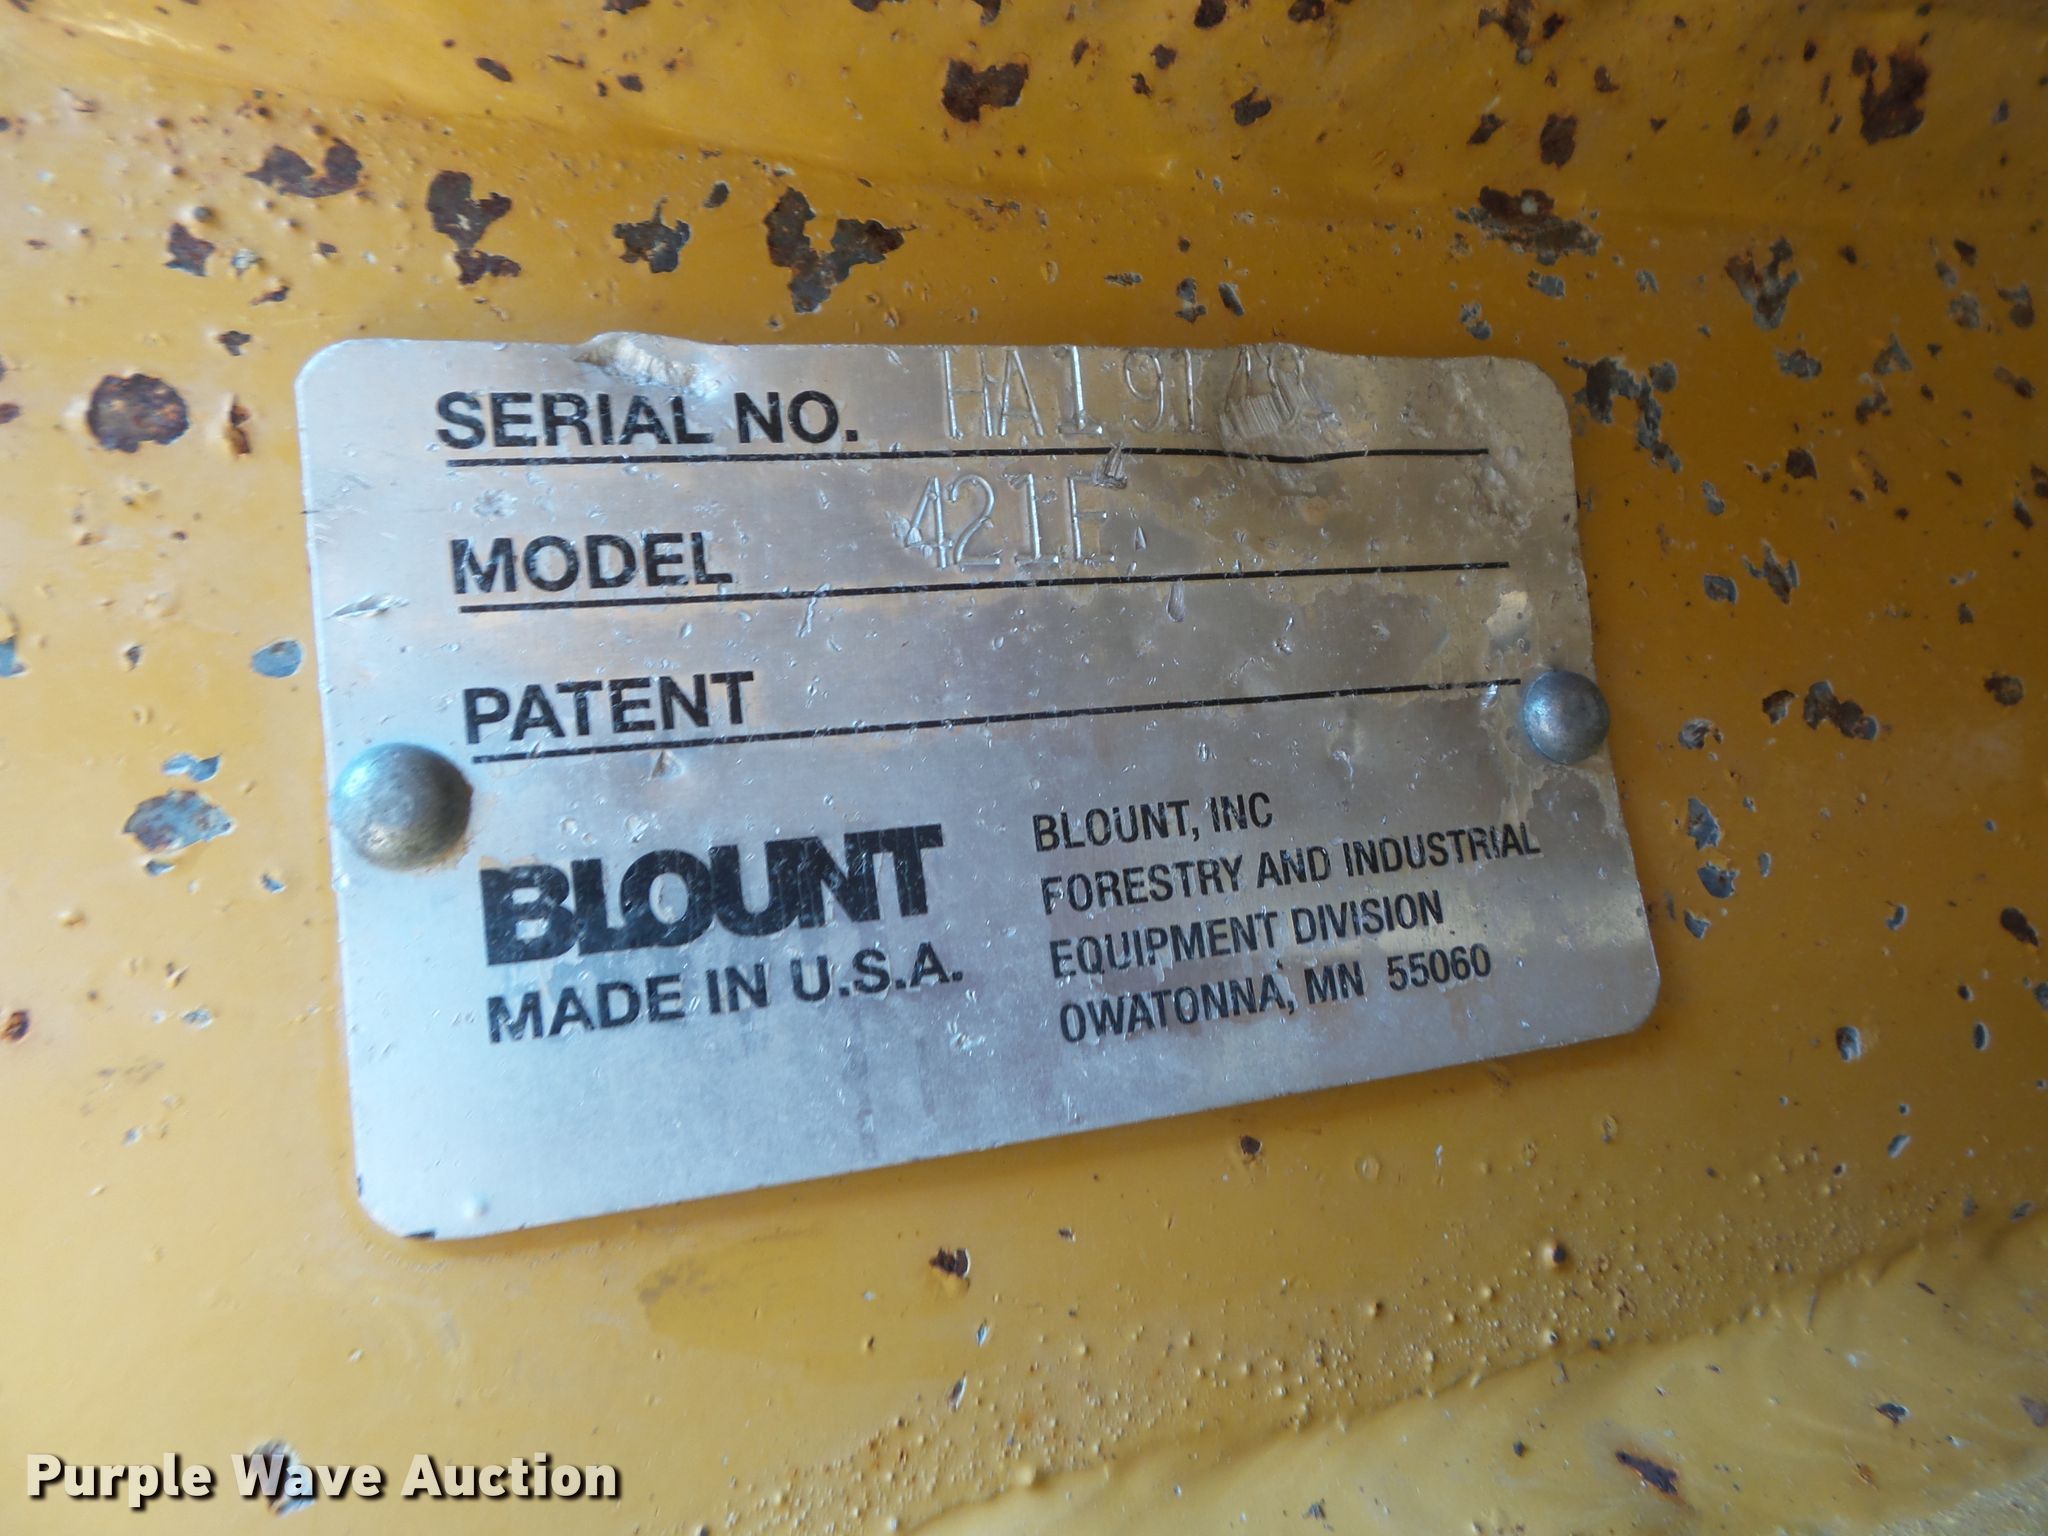 SERIAL NO.
MODEL 421E
PATENT
BLOUNT
MADE IN U.S.A.
BLOUNT, INC
FORESTRY AND INDUSTRIAL
EQUIPMENT DIVISION
OWATONNA, MN 55060
Purple Wave Auction